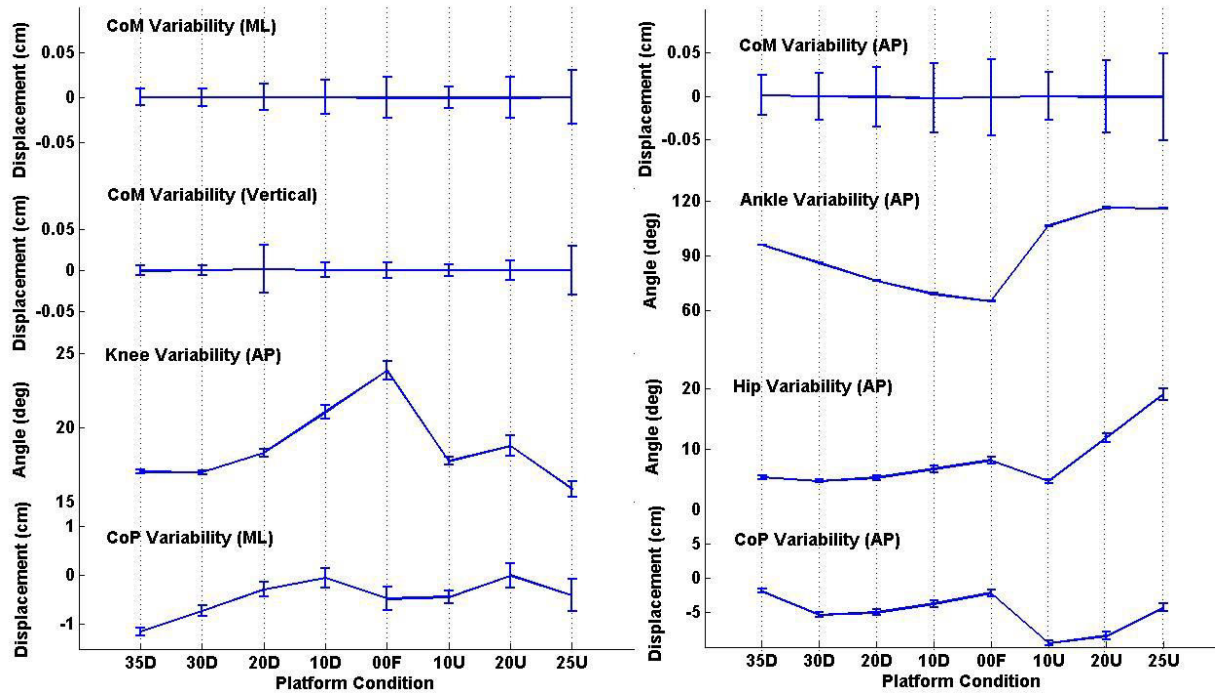 CoM Variability (ML)
Displacement (cm)
0.05
0
-0.05
CoM Variability (Vertical)
Displacement (cm)
0.05
0
-0.05
Knee Variability (AP)
Angle (deg)
25
20
15
CoP Variability (ML)
Displacement (cm)
1
0
-1
35D 30D 20D 10D 00F 10U 20U 25U
Platform Condition
CoM Variability (AP)
Displacement (cm)
0.05
0
-0.05
Ankle Variability (AP)
Angle (deg)
120
90
60
Hip Variability (AP)
Angle (deg)
20
10
0
CoP Variability (AP)
Displacement (cm)
5
0
-5
35D 30D 20D 10D 00F 10U 20U 25U
Platform Condition